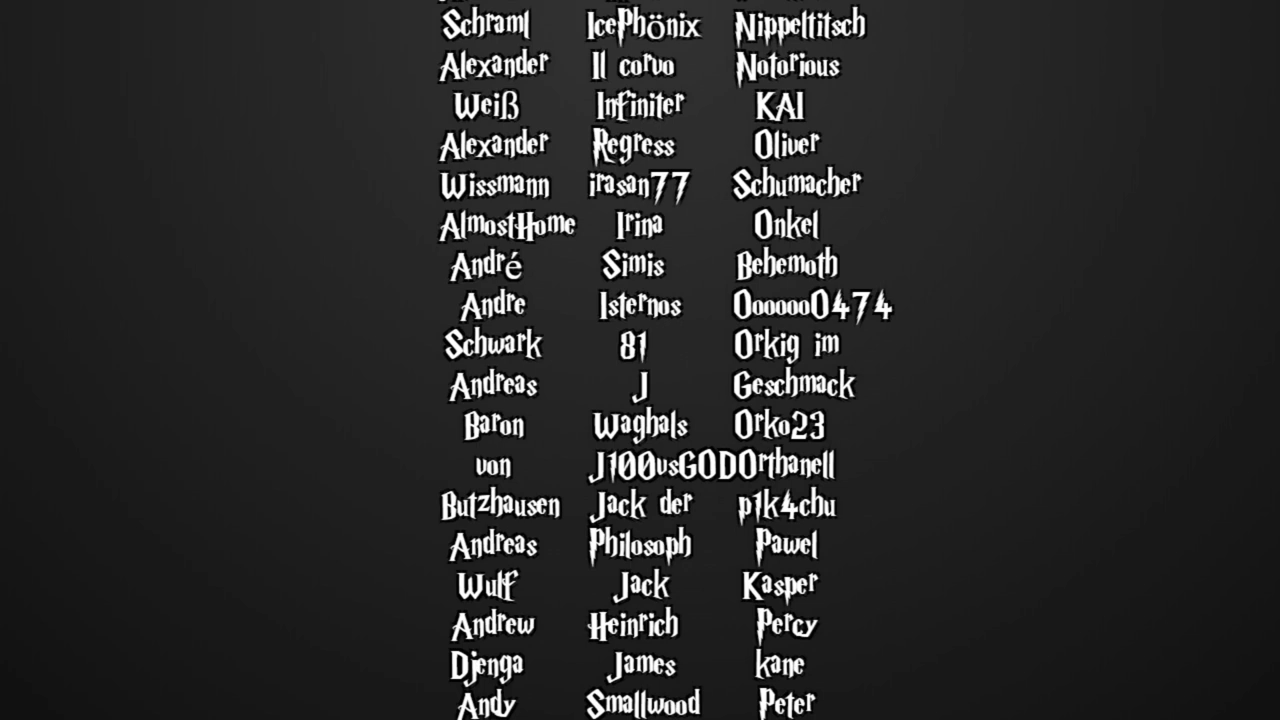 Schraml IcePhönix Nippeltitsch
Alexander Il corvo Notorious
Weiß Infiniter KAI
Alexander Regress Oliver
Wissmann irasan77 Schumacher
AlmostHome Irina Onkel
André Simis Behemoth
Andre Isternos Oooooo0474
Schwark 81 Orkig im
Andreas J Geschmack
Baron Waghals Orko23
von J100vsGOD Orthanell
Butzhausen Jack der p1k4chu
Andreas Philosoph Pawel
Wulf Jack Kasper
Andrew Heinrich Percy
Djenga James kane
Andy Smallwood Peter